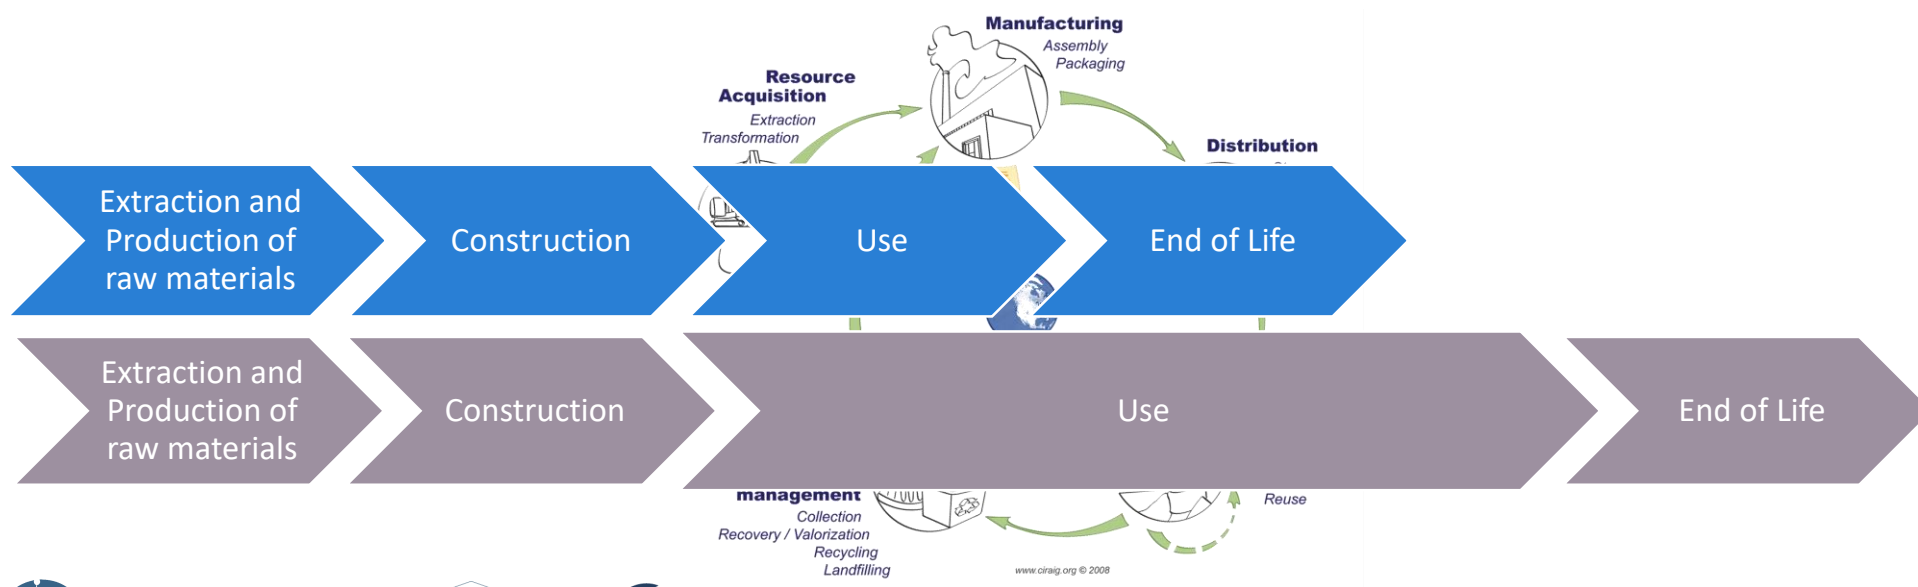 Manufacturing
Assembly
Packaging
Resource
Acquisition
Extraction
Transformation
Distribution
Extraction and
Production of
raw materials
Construction
Use
End of Life
Extraction and
Production of
raw materials
Construction
Use
End of Life
management
Collection
Recovery / Valorization
Recycling
Landfilling
Reuse
www.ciraig.org © 2008